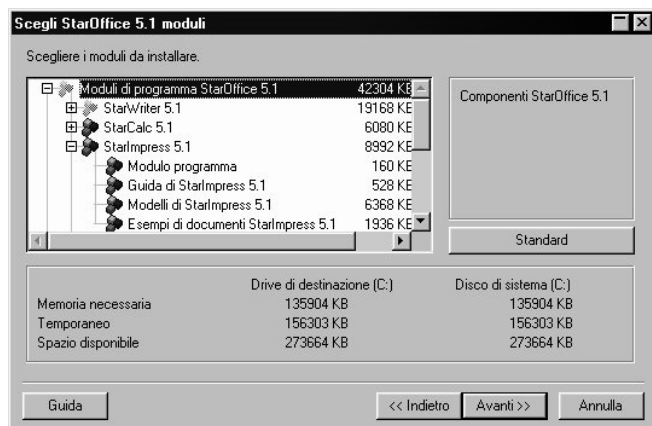 Scegli StarOffice 5.1 moduli
Scegliere i moduli da installare.
Moduli di programma StarOffice 5.1 42304 KB
StarWriter 5.1 19168 KB
StarCalc 5.1 6080 KB
StarImpress 5.1 8992 KB
Modulo programma 160 KB
Guida di StarImpress 5.1 528 KB
Modelli di StarImpress 5.1 6368 KB
Esempi di documenti StarImpress 5.1 1936 KB
Componenti StarOffice 5.1
Standard
Drive di destinazione (C:) Disco di sistema (C:)
Memoria necessaria 135904 KB 135904 KB
Temporaneo 156303 KB 156303 KB
Spazio disponibile 273664 KB 273664 KB
Guida << Indietro Avanti >> Annulla